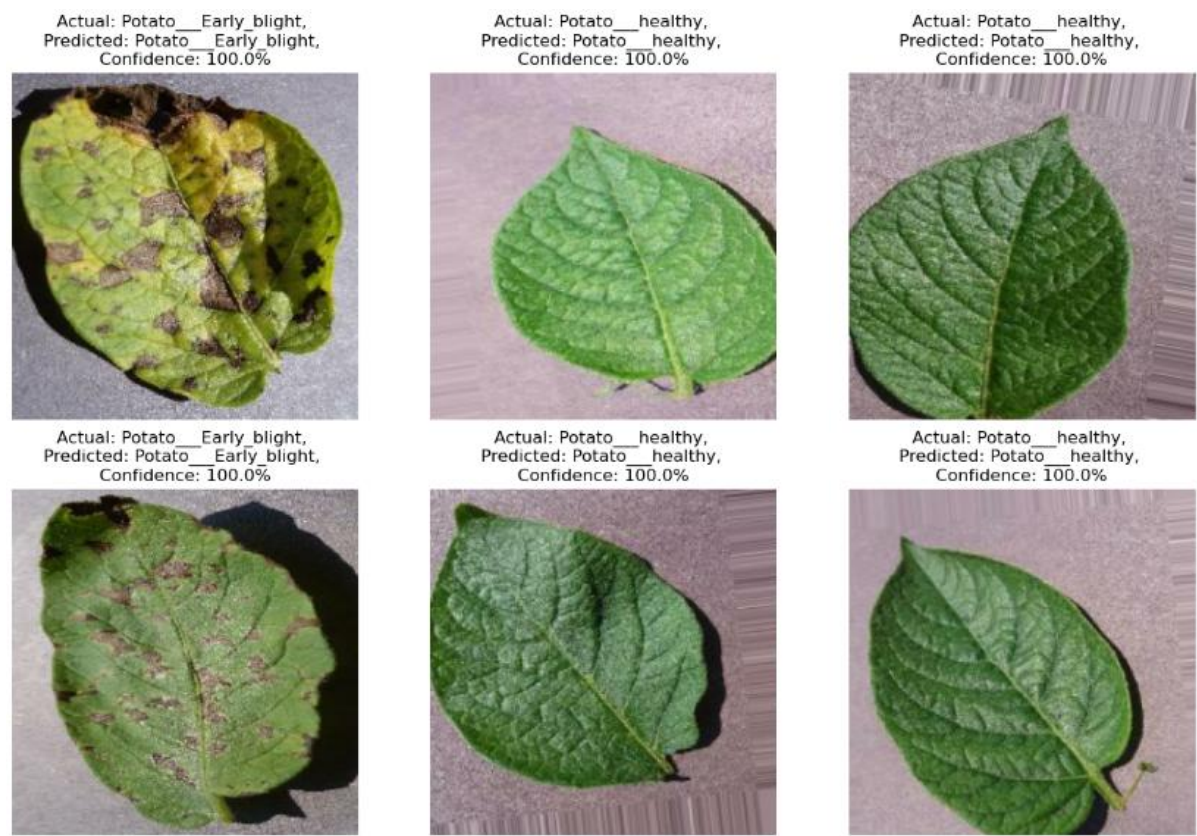 Actual: Potato___Early_blight,
Predicted: Potato___Early_blight,
Confidence: 100.0%
Actual: Potato___healthy,
Predicted: Potato___healthy,
Confidence: 100.0%
Actual: Potato___healthy,
Predicted: Potato___healthy,
Confidence: 100.0%
Actual: Potato___Early_blight,
Predicted: Potato___Early_blight,
Confidence: 100.0%
Actual: Potato___healthy,
Predicted: Potato___healthy,
Confidence: 100.0%
Actual: Potato___healthy,
Predicted: Potato___healthy,
Confidence: 100.0%